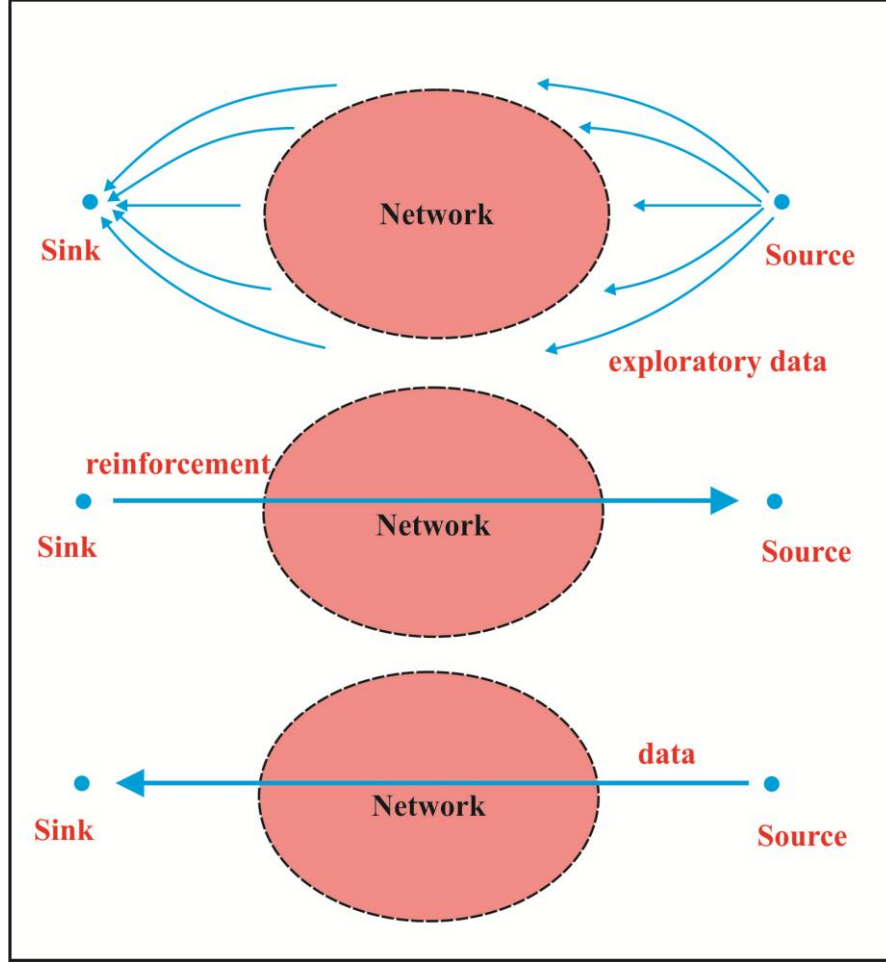 Network
Sink
Source
exploratory data
reinforcement
Network
Sink
Source
data
Network
Sink
Source